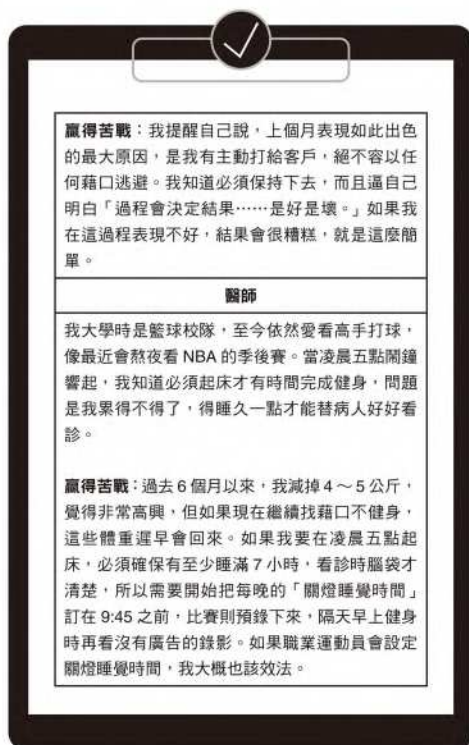 贏得苦戰：我提醒自己說，上個月表現如此出色
的最大原因，是我有主動打給客戶，絕不容以任
何藉口逃避。我知道必須保持下去，而且逼自己
明白「過程會決定結果……是好是壞。」如果我
在這過程表現不好，結果會很糟糕，就是這麼簡
單。
醫師
我大學時是籃球校隊，至今依然愛看高手打球，
像最近會熬夜看 NBA 的季後賽。當凌晨五點鬧鐘
響起，我知道必須起床才有時間完成健身，問題
是我累得不得了，得睡久一點才能替病人好好看
診。
贏得苦戰：過去 6 個月以來，我減掉 4～5 公斤，
覺得非常高興，但如果現在繼續找藉口不健身，
這些體重遲早會回來。如果我要在凌晨五點起
床，必須確保有至少睡滿 7 小時，看診時腦袋才
清楚，所以需要開始把每晚的「關燈睡覺時間」
訂在 9:45 之前，比賽則預錄下來，隔天早上健身
時再看沒有廣告的錄影。如果職業運動員會設定
關燈睡覺時間，我大概也該效法。